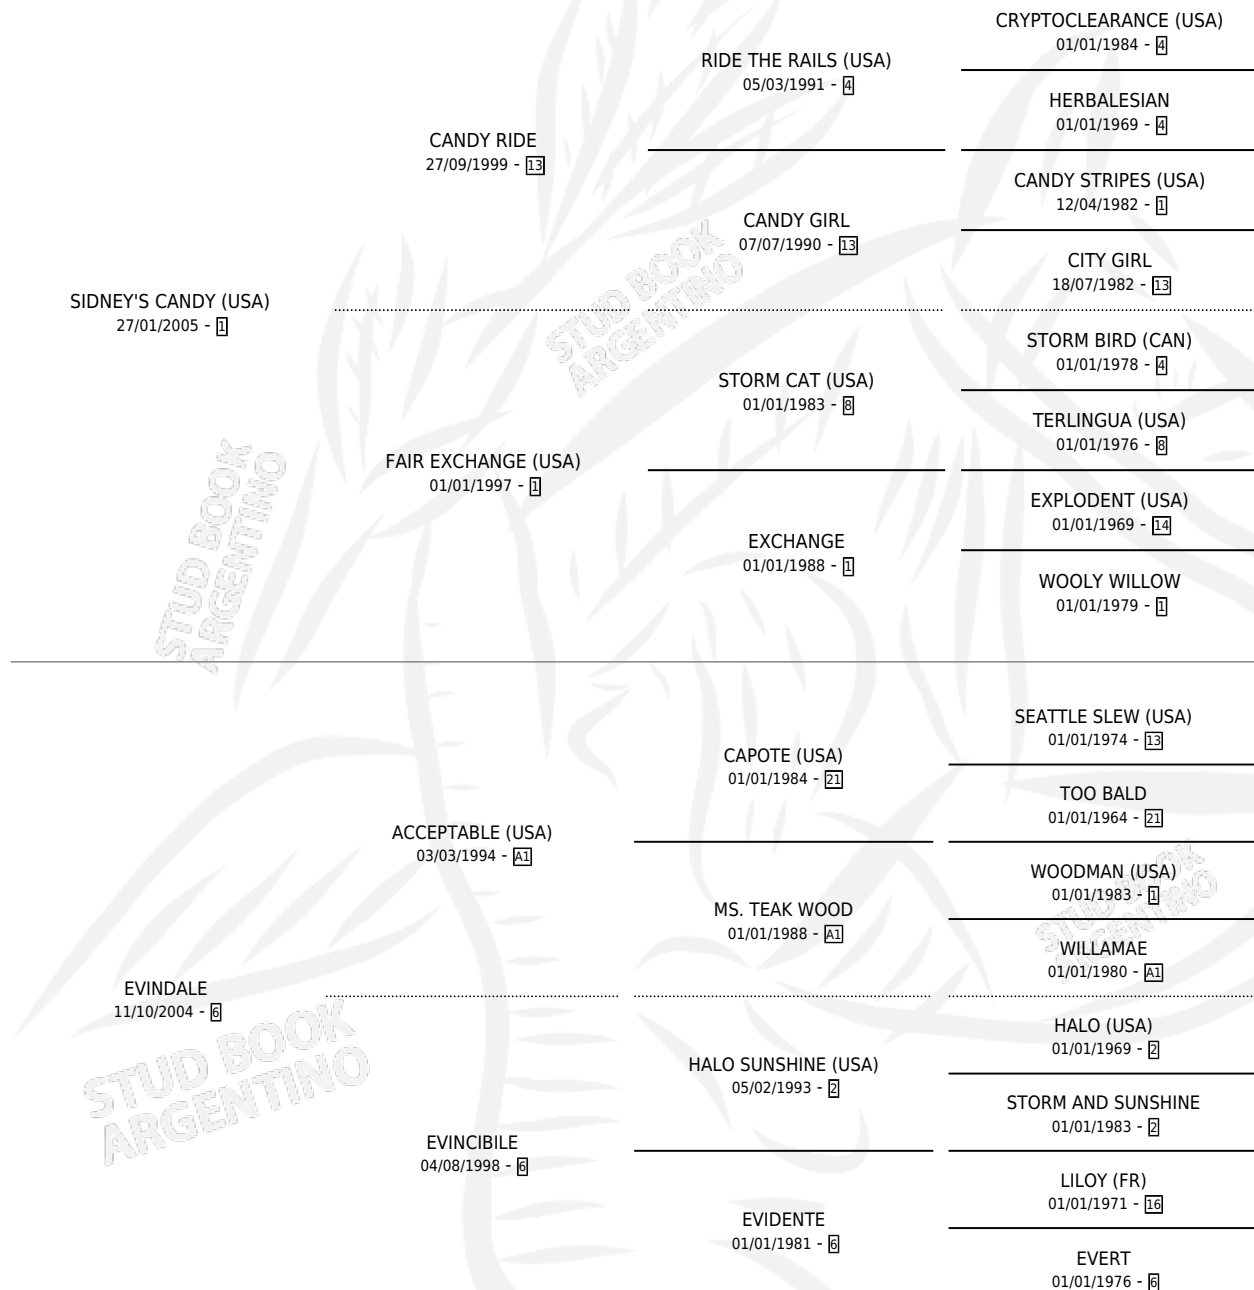 CRYPTOCLEARANCE (USA)
01/01/1984 - 4
RIDE THE RAILS (USA)
05/03/1991 - 4
HERBALESIAN
01/01/1969 - 4
CANDY RIDE
27/09/1999 - 13
CANDY STRIPES (USA)
12/04/1982 - 1
CANDY GIRL
07/07/1990 - 13
CITY GIRL
18/07/1982 - 13
SIDNEY'S CANDY (USA)
27/01/2005 - 1
STORM BIRD (CAN)
01/01/1978 - 4
STORM CAT (USA)
01/01/1983 - 8
TERLINGUA (USA)
01/01/1976 - 8
FAIR EXCHANGE (USA)
01/01/1997 - 1
EXPLODENT (USA)
01/01/1969 - 14
EXCHANGE
01/01/1988 - 1
WOOLY WILLOW
01/01/1979 - 1
SEATTLE SLEW (USA)
01/01/1974 - 13
CAPOTE (USA)
01/01/1984 - 21
TOO BALD
01/01/1964 - 21
ACCEPTABLE (USA)
03/03/1994 - A1
WOODMAN (USA)
01/01/1983 - 1
MS. TEAK WOOD
01/01/1988 - A1
WILLAMAE
01/01/1980 - A1
EVINDALE
11/10/2004 - 6
HALO (USA)
01/01/1969 - 2
HALO SUNSHINE (USA)
05/02/1993 - 2
STORM AND SUNSHINE
01/01/1983 - 2
EVINCIBILE
04/08/1998 - 6
LILOY (FR)
01/01/1971 - 16
EVIDENTE
01/01/1981 - 6
EVERT
01/01/1976 - 6
STUD BOOK
ARGENTINO
STUD BOOK
ARGENTINO
STUD BOOK
ARGENTINO
STUD BOOK
ARGENTINO